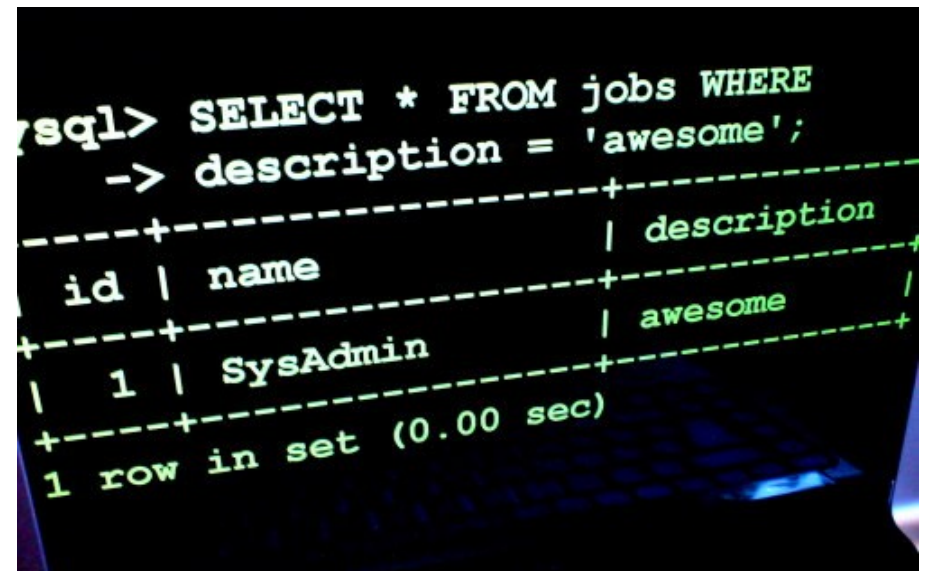 ysql> SELECT * FROM jobs WHERE
-> description = 'awesome';
----+---------------+-------------
| id | name | description
+----+---------------+-------------+
| 1 | SysAdmin | awesome |
+----+---------------+-------------+
1 row in set (0.00 sec)